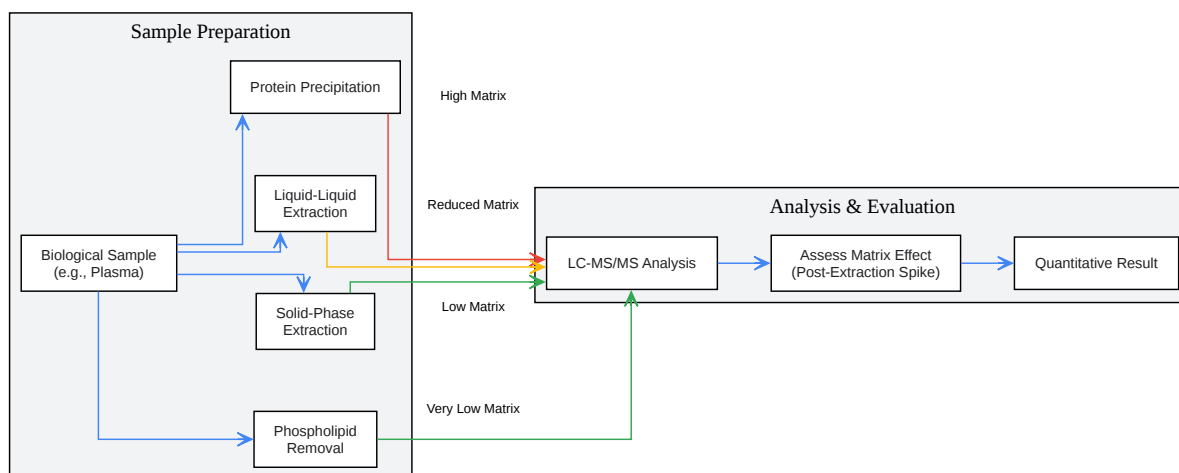 Sample Preparation
Protein Precipitation
High Matrix
Liquid-Liquid
Extraction
Reduced Matrix
Biological Sample
(e.g., Plasma)
Solid-Phase
Extraction
Low Matrix
Phospholipid
Removal
Very Low Matrix
Analysis & Evaluation
LC-MS/MS Analysis
Assess Matrix Effect
(Post-Extraction Spike)
Quantitative Result